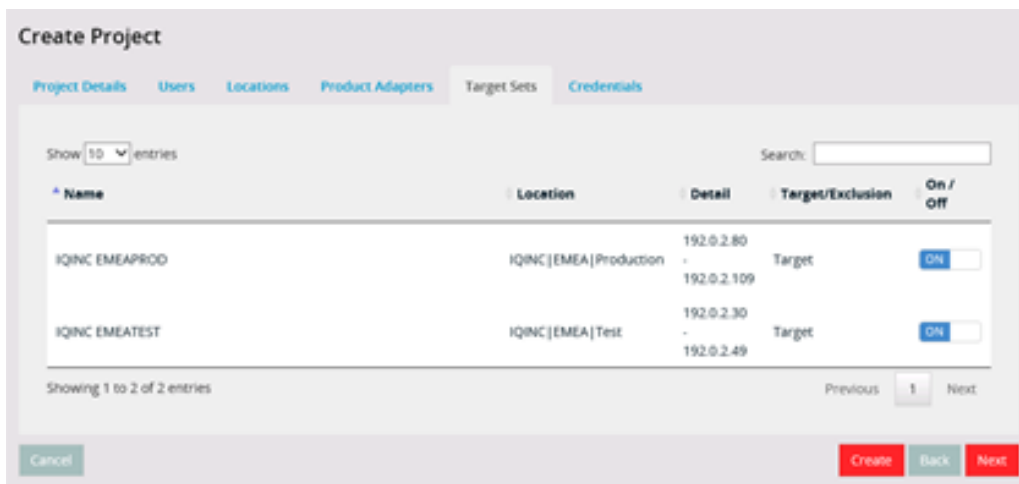 Create Project
Project Details Users Locations Product Adapters Target Sets Credentials
Show 10 entries Search:
Name Location Detail Target/Exclusion On /
Off
192.0.2.80
IQINC EMEAPROD IQINC|EMEA|Production - Target ON
192.0.2.109
192.0.2.30
IQINC EMEATEST IQINC|EMEA|Test - Target ON
192.0.2.49
Showing 1 to 2 of 2 entries Previous 1 Next
Cancel Create Back Next